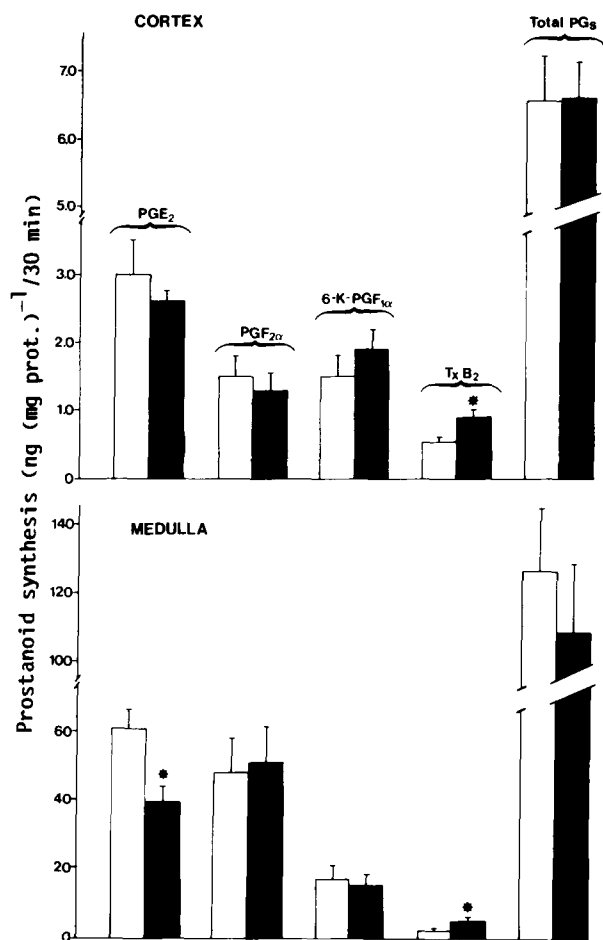 CORTEX
Total PGs
7.0
6.0
5.0
PGE₂
3.0
6-K-PGF₁α
PGF₂α
2.0
TxB₂
*
1.0
0
Prostanoid synthesis (ng (mg prot.)⁻¹/30 min)
MEDULLA
140
120
100
60
*
40
20
*
0